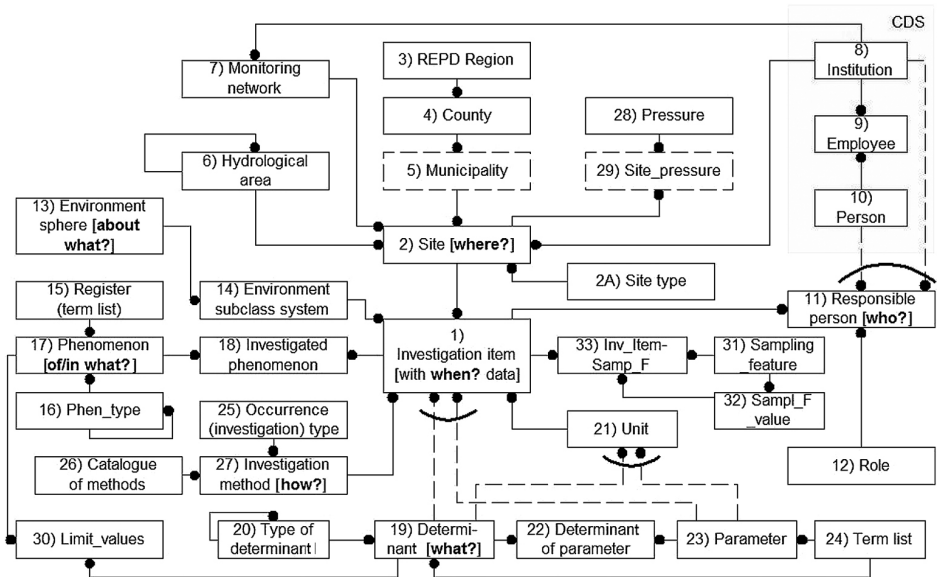 CDS
8)
Institution
7) Monitoring
network
3) REPD Region
4) County
28) Pressure
9)
Employee
6) Hydrological
area
5) Municipality
29) Site_pressure
10)
Person
13) Environment
sphere [about
what?]
2) Site [where?]
2A) Site type
15) Register
(term list)
14) Environment
subclass system
11) Responsible
person [who?]
1)
Investigation item
[with when? data]
17) Phenomenon
[of/in what?]
18) Investigated
phenomenon
33) Inv_Item-
Samp_F
31) Sampling
_feature
16) Phen_type
25) Occurrence
(investigation) type
32) Sampl_F
_value
21) Unit
26) Catalogue
of methods
27) Investigation
method [how?]
12) Role
30) Limit_values
20) Type of
determinant
19) Determi-
nant [what?]
22) Determinant
of parameter
23) Parameter
24) Term list